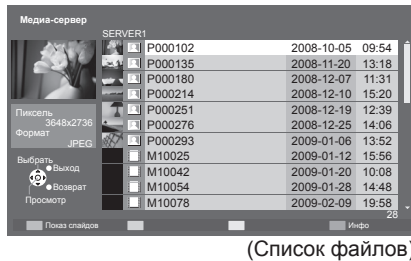 Медиа-сервер
SERVER1
P000102 2008-10-05 09:54
P000135 2008-11-20 13:18
P000180 2008-12-07 11:31
P000214 2008-12-10 15:20
P000251 2008-12-19 12:39
P000276 2008-12-25 14:06
P000293 2009-01-06 13:52
M10025 2009-01-12 15:56
M10042 2009-01-20 10:08
M10054 2009-01-28 14:48
M10078 2009-02-09 19:58
28
Пиксель
3648x2736
Формат
JPEG
Выбрать
Выход
Возврат
Просмотр
Показ слайдов
Инфо
(Список файлов)